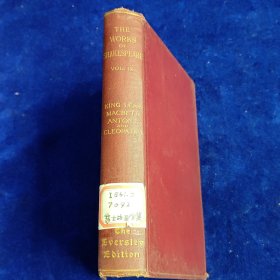 THE
WORKS
OF
SHAKESPEARE
VOL. IX
KING LEAR
MACBETH
ANTONY
AND
CLEOPATRA
The
Eversley
Edition